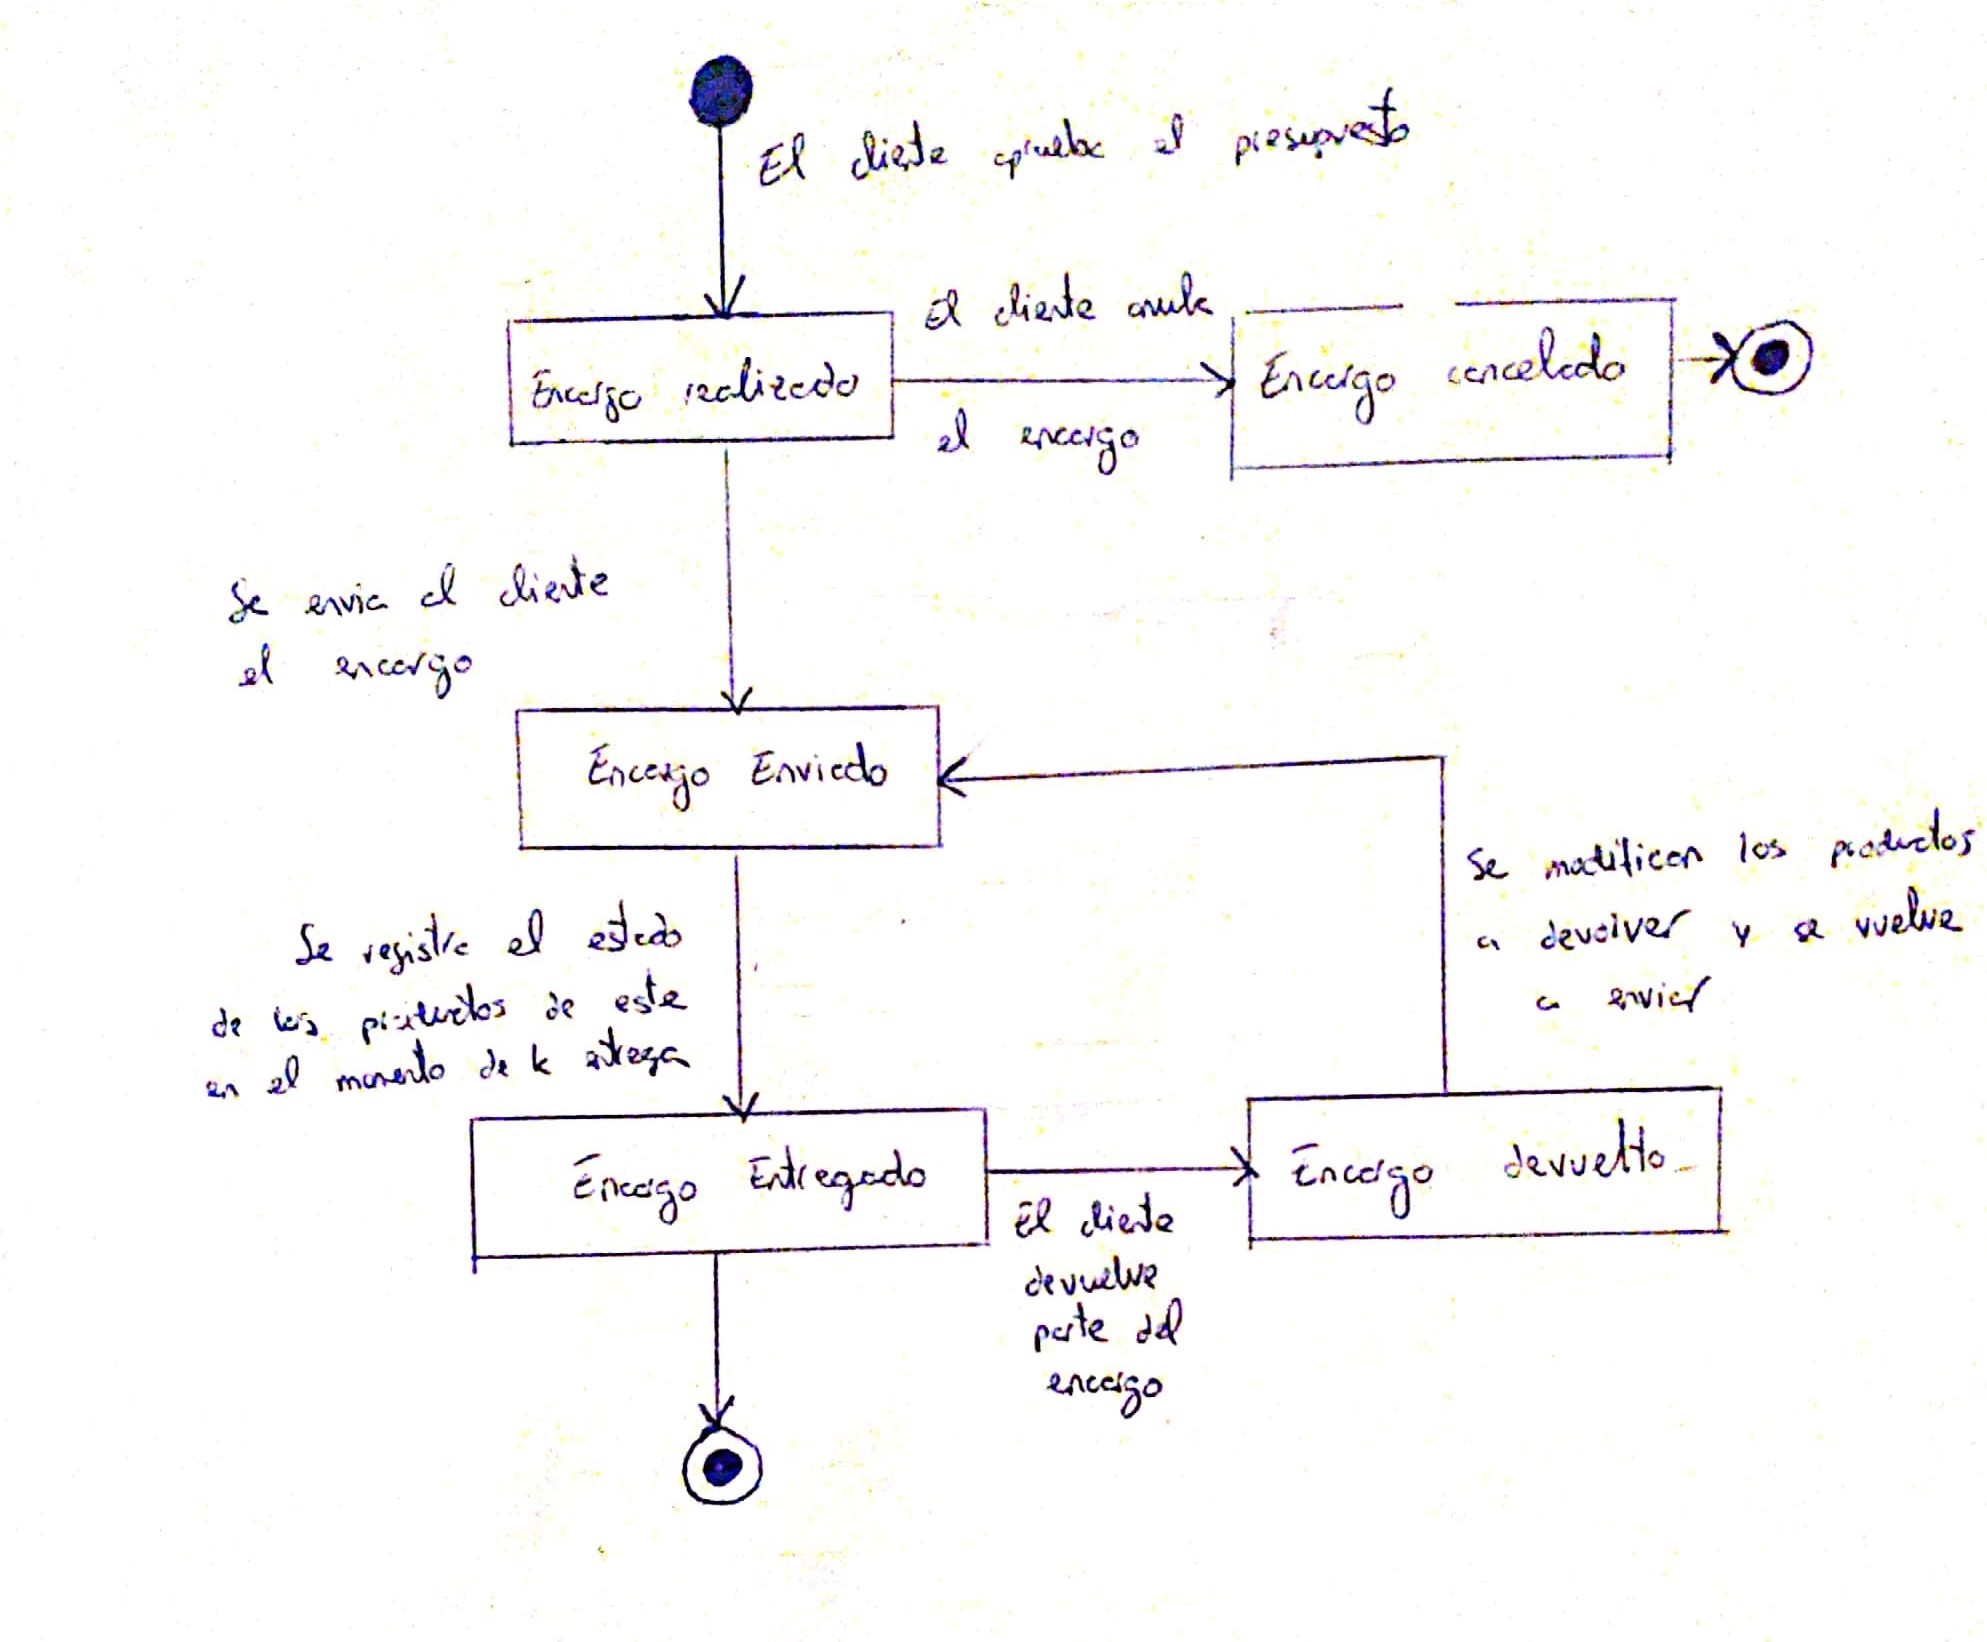 El cliente aprueba el presupuesto
El cliente anula
Encargo realizado
Encargo cancelado
el encargo
Se envia al cliente
el encargo
Encargo Enviado
Se modifican los productos
a devolver y se vuelve
a enviar
Se registra el estado
de los productos de este
en el momento de la entrega
Encargo Entregado
Encargo devuelto
El cliente
devuelve
parte del
encargo